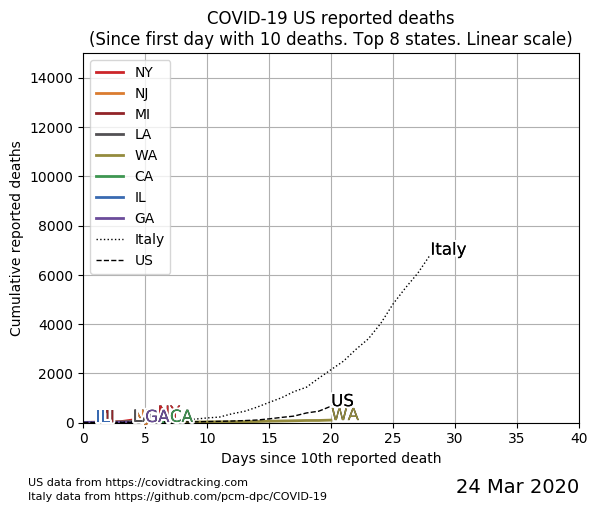 COVID-19 US reported deaths
(Since first day with 10 deaths. Top 8 states. Linear scale)
Cumulative reported deaths
14000
12000
10000
8000
6000
4000
2000
0
NY
NJ
MI
LA
WA
CA
IL
GA
Italy
US
Italy
US
WA
NY
IL
GA
CA
0 5 10 15 20 25 30 35 40
Days since 10th reported death
US data from https://covidtracking.com
Italy data from https://github.com/pcm-dpc/COVID-19
24 Mar 2020